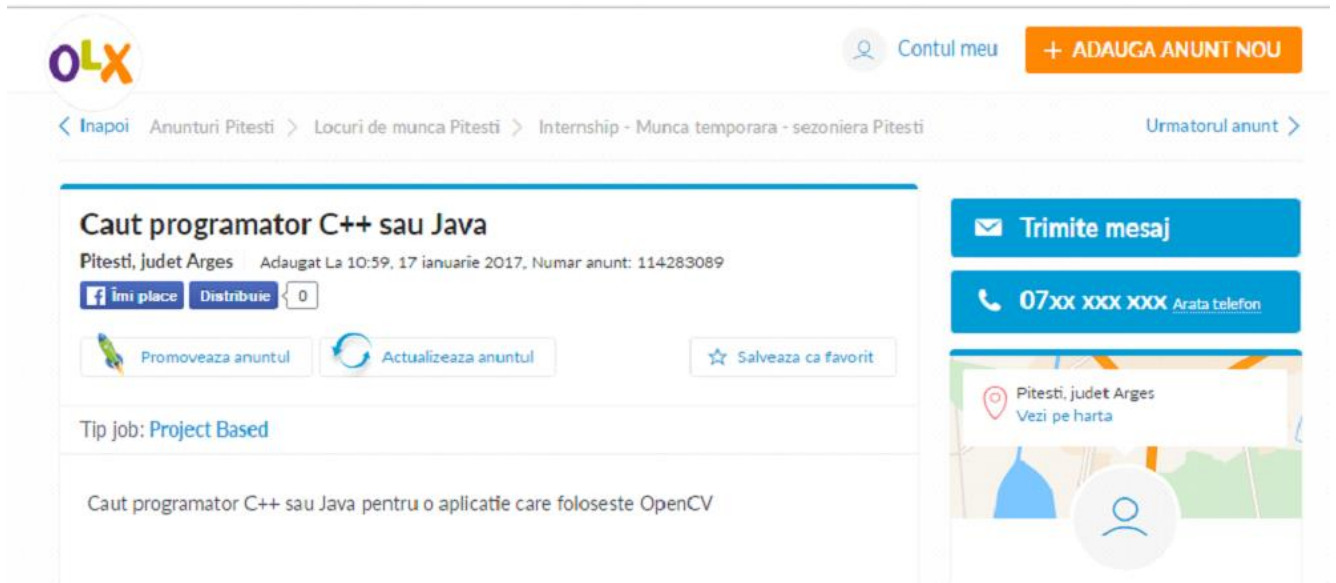 OLX
Contul meu
+ ADAUGA ANUNT NOU
< Inapoi Anunturi Pitesti > Locuri de munca Pitesti > Internship - Munca temporara - sezoniera Pitesti
Urmatorul anunt >
Caut programator C++ sau Java
Pitesti, judet Arges Adaugat La 10:59, 17 ianuarie 2017, Numar anunt: 114283089
Îmi place Distribuie 0
Promoveaza anuntul Actualizeaza anuntul Salveaza ca favorit
Tip job: Project Based
Caut programator C++ sau Java pentru o aplicatie care foloseste OpenCV
Trimite mesaj
07xx xxx xxx Arata telefon
Pitesti, judet Arges
Vezi pe harta